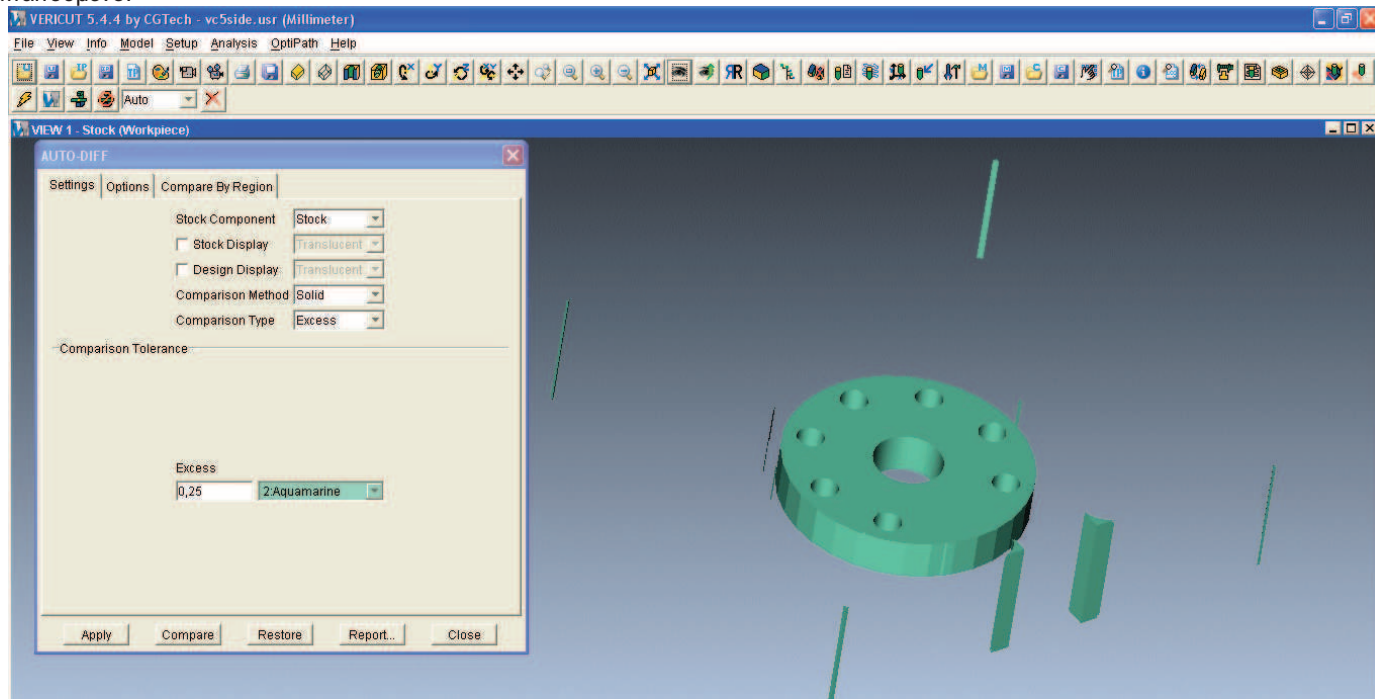 VERICUT 5.4.4 by CGTech - vc5side.usr (Millimeter)
File View Info Model Setup Analysis OptiPath Help
Auto
VIEW 1 - Stock (Workpiece)
AUTO-DIFF
Settings Options Compare By Region
Stock Component Stock
Stock Display Translucent
Design Display Translucent
Comparison Method Solid
Comparison Type Excess
Comparison Tolerance
Excess
0,25 2:Aquamarine
Apply Compare Restore Report... Close